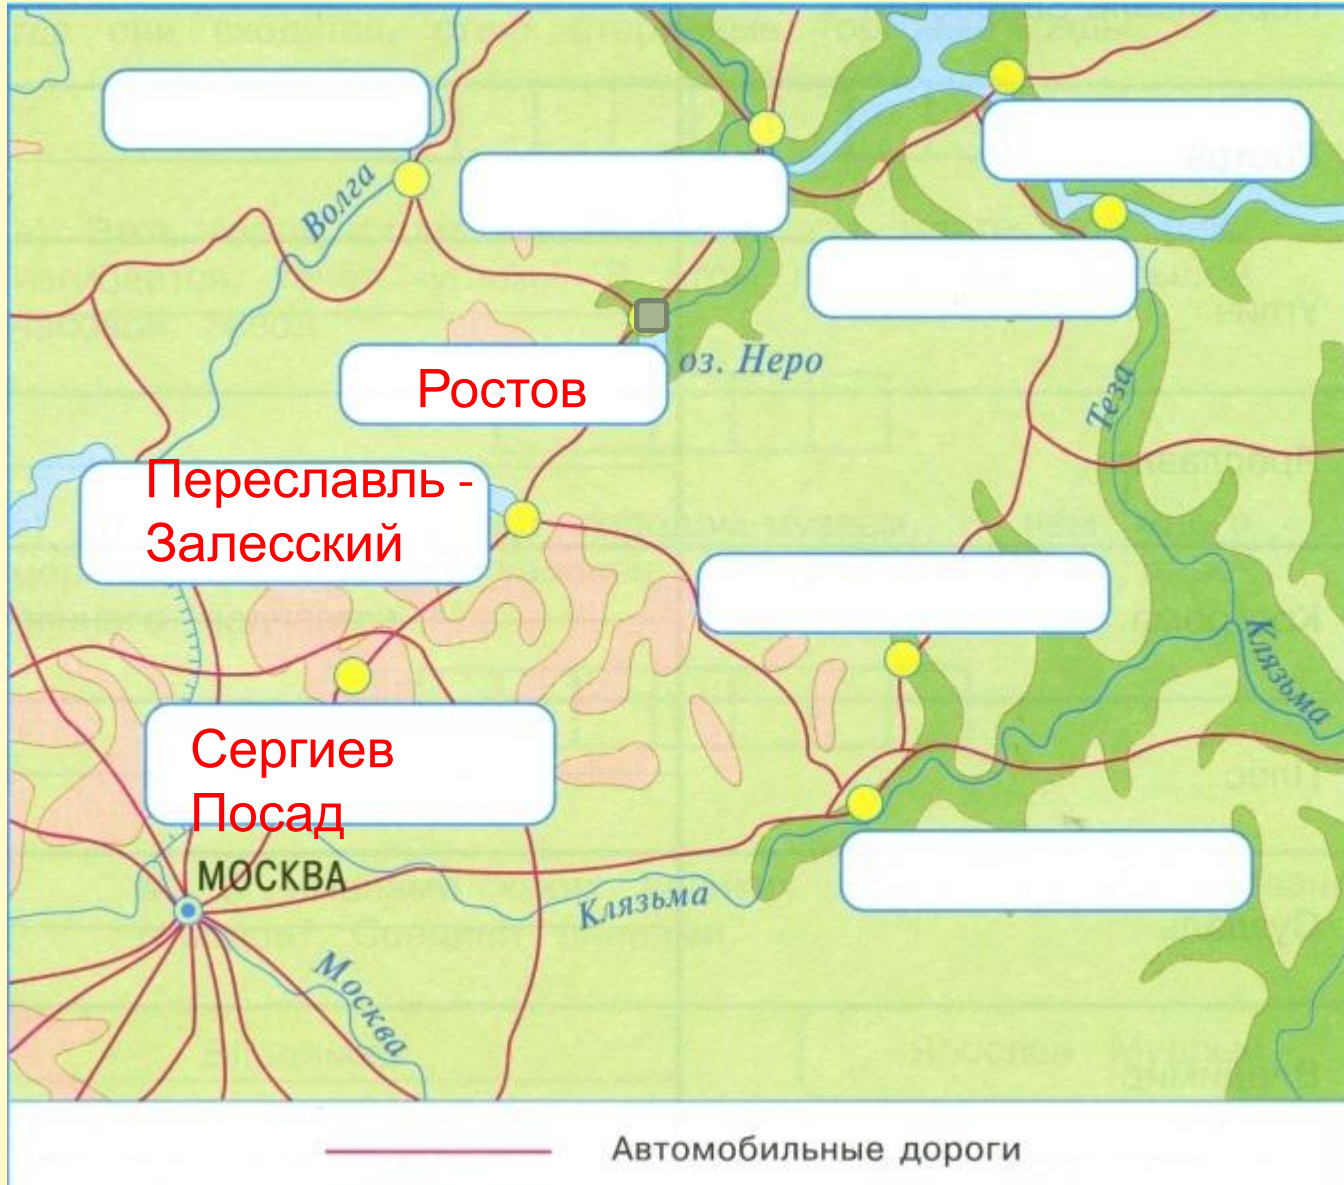 Волга
Ростов
оз. Неро
Теза
Переславль -
Залесский
Клязьма
Сергиев
Посад
МОСКВА
Клязьма
Москва
Автомобильные дороги